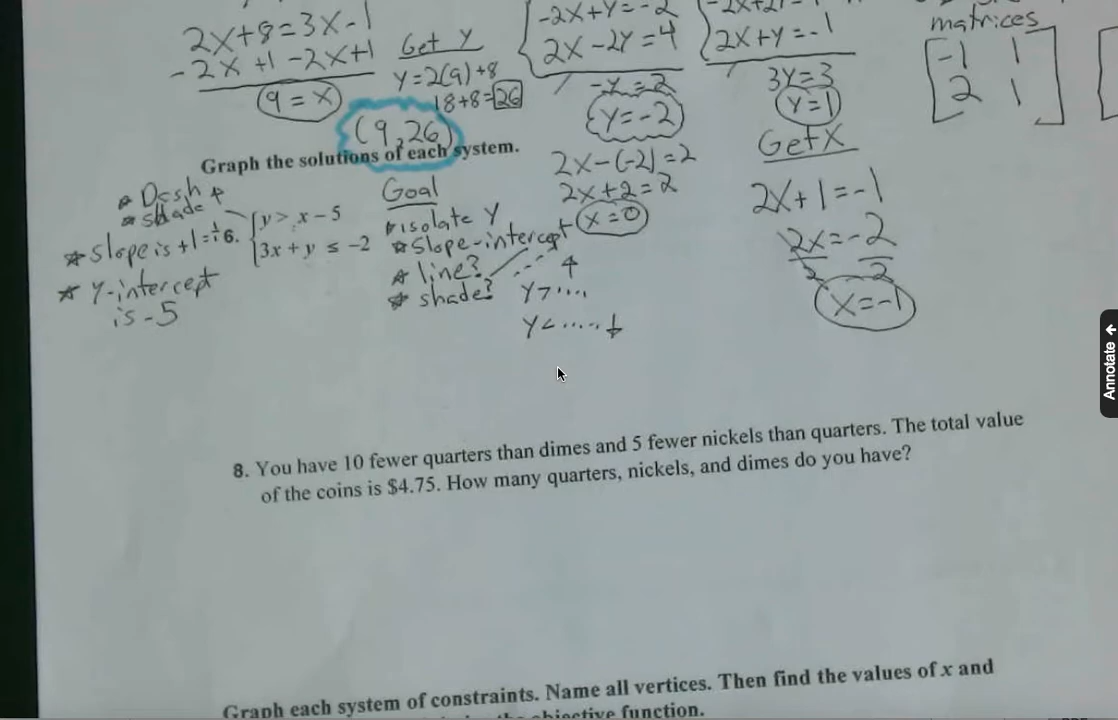 2x+8=3x-1
-2x +1 -2x+1
9 = x
Get y
y=2(9)+8
18+8=26
(9,26)
-2x+y=-2
2x-2y=4
-y=2
y=-2
2x-(-2)=2
2x+2=2
x=0
2x+y=-1
3y=3
y=1
Get x
2x+1=-1
2x=-2
2 2
x=-1
matrices
-1 1
2 1
Graph the solutions of each system.
Dash
shade
slope is +1=1/1
y-intercept
is -5
6. y > x - 5
3x + y ≤ -2
Goal
isolate y
slope-intercept
line?
shade?
y>....
y<.....
8. You have 10 fewer quarters than dimes and 5 fewer nickels than quarters. The total value
of the coins is $4.75. How many quarters, nickels, and dimes do you have?
Graph each system of constraints. Name all vertices. Then find the values of x and
objective function.
Annotate